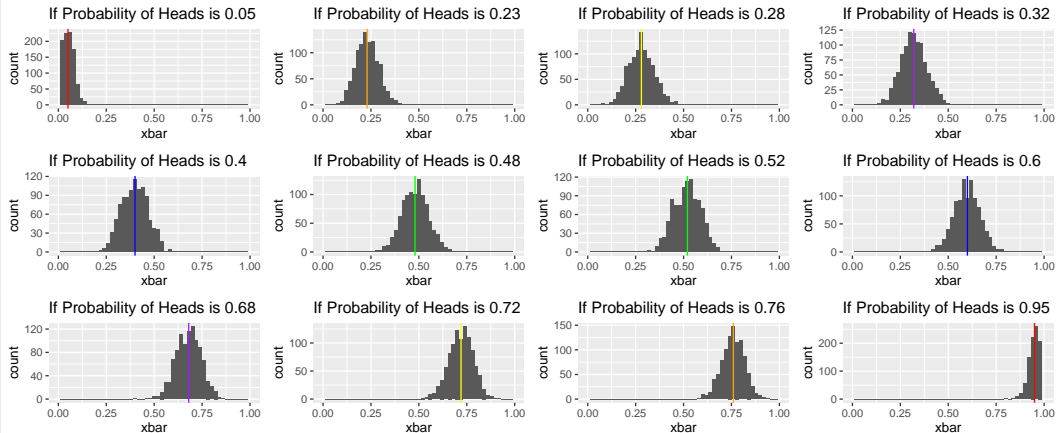 If Probability of Heads is 0.05
200
150
100
50
0
count
0.00 0.25 0.50 0.75 1.00
xbar
If Probability of Heads is 0.23
100
50
0
count
0.00 0.25 0.50 0.75 1.00
xbar
If Probability of Heads is 0.28
100
50
0
count
0.00 0.25 0.50 0.75 1.00
xbar
If Probability of Heads is 0.32
125
100
75
50
25
0
count
0.00 0.25 0.50 0.75 1.00
xbar
If Probability of Heads is 0.4
120
90
60
30
0
count
0.00 0.25 0.50 0.75 1.00
xbar
If Probability of Heads is 0.48
100
50
0
count
0.00 0.25 0.50 0.75 1.00
xbar
If Probability of Heads is 0.52
120
90
60
30
0
count
0.00 0.25 0.50 0.75 1.00
xbar
If Probability of Heads is 0.6
100
50
0
count
0.00 0.25 0.50 0.75 1.00
xbar
If Probability of Heads is 0.68
120
80
40
0
count
0.00 0.25 0.50 0.75 1.00
xbar
If Probability of Heads is 0.72
100
50
0
count
0.00 0.25 0.50 0.75 1.00
xbar
If Probability of Heads is 0.76
150
100
50
0
count
0.00 0.25 0.50 0.75 1.00
xbar
If Probability of Heads is 0.95
200
100
0
count
0.00 0.25 0.50 0.75 1.00
xbar